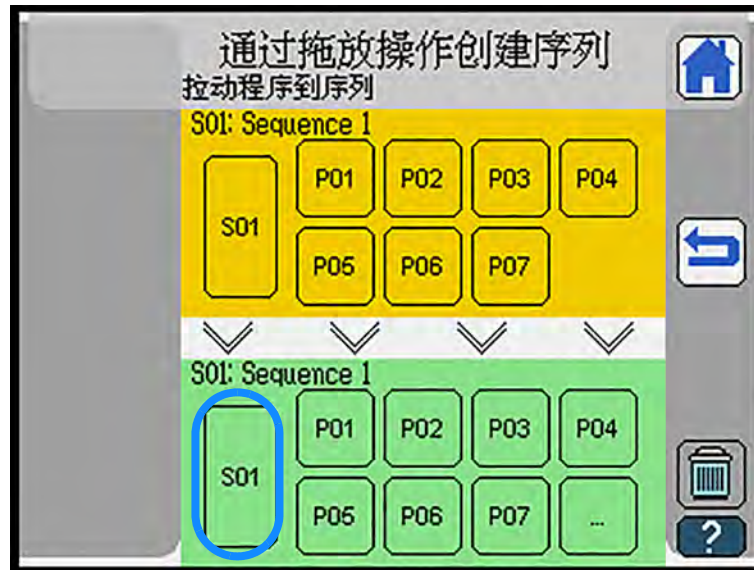 通过拖放操作创建序列
拉动程序到序列
S01: Sequence 1
S01 P01 P02 P03 P04
P05 P06 P07
S01: Sequence 1
S01 P01 P02 P03 P04
P05 P06 P07 ...
?